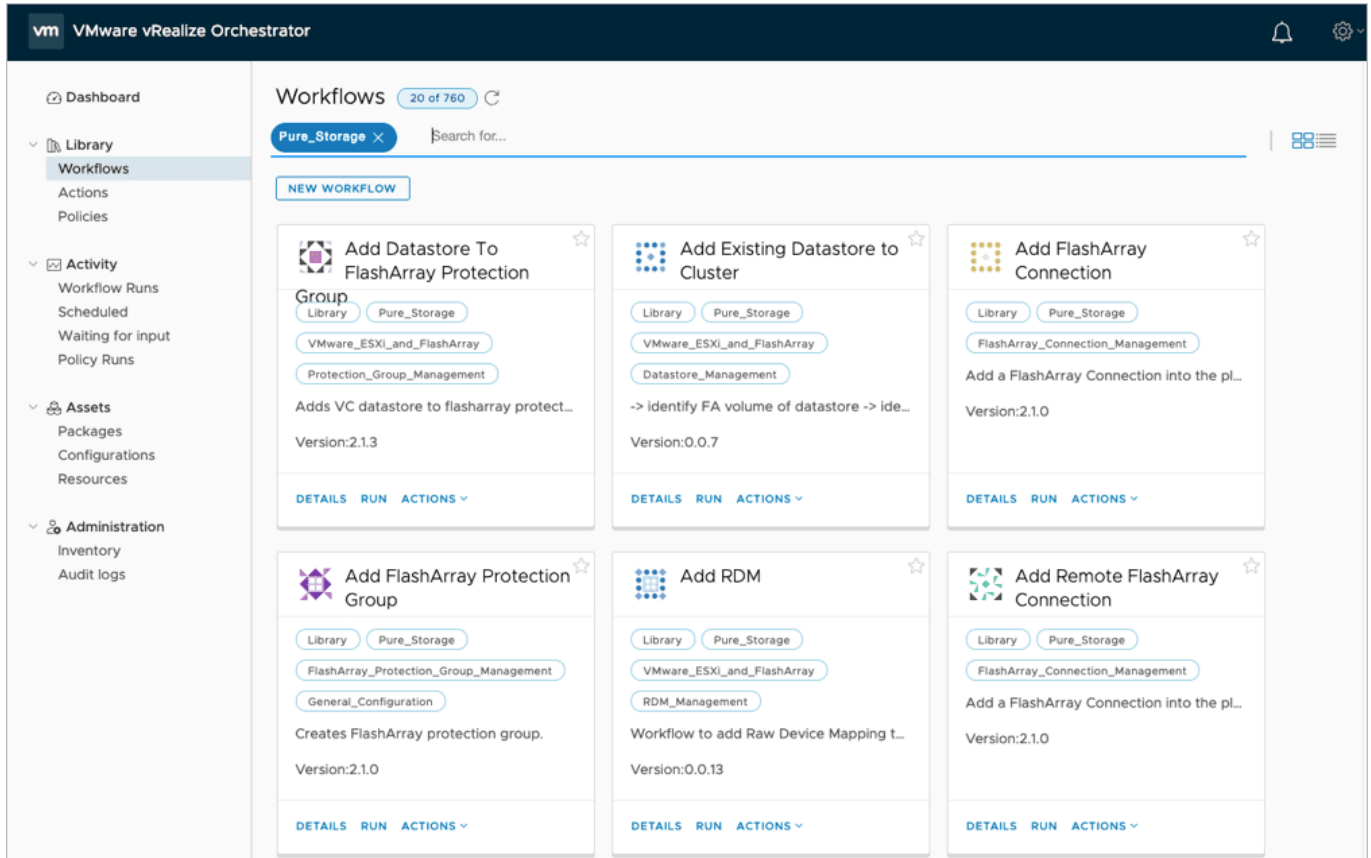 vm VMware vRealize Orchestrator
Dashboard
Library
Workflows
Actions
Policies
Activity
Workflow Runs
Scheduled
Waiting for input
Policy Runs
Assets
Packages
Configurations
Resources
Administration
Inventory
Audit logs
Workflows 20 of 760
Pure_Storage Search for...
NEW WORKFLOW
Add Datastore To
FlashArray Protection
Group
Library Pure_Storage
VMware_ESXi_and_FlashArray
Protection_Group_Management
Adds VC datastore to flasharray protect...
Version:2.1.3
DETAILS RUN ACTIONS
Add Existing Datastore to
Cluster
Library Pure_Storage
VMware_ESXi_and_FlashArray
Datastore_Management
-> identify FA volume of datastore -> ide...
Version:0.0.7
DETAILS RUN ACTIONS
Add FlashArray
Connection
Library Pure_Storage
FlashArray_Connection_Management
Add a FlashArray Connection into the pl...
Version:2.1.0
DETAILS RUN ACTIONS
Add FlashArray Protection
Group
Library Pure_Storage
FlashArray_Protection_Group_Management
General_Configuration
Creates FlashArray protection group.
Version:2.1.0
DETAILS RUN ACTIONS
Add RDM
Library Pure_Storage
VMware_ESXi_and_FlashArray
RDM_Management
Workflow to add Raw Device Mapping t...
Version:0.0.13
DETAILS RUN ACTIONS
Add Remote FlashArray
Connection
Library Pure_Storage
FlashArray_Connection_Management
Add a FlashArray Connection into the pl...
Version:2.1.0
DETAILS RUN ACTIONS